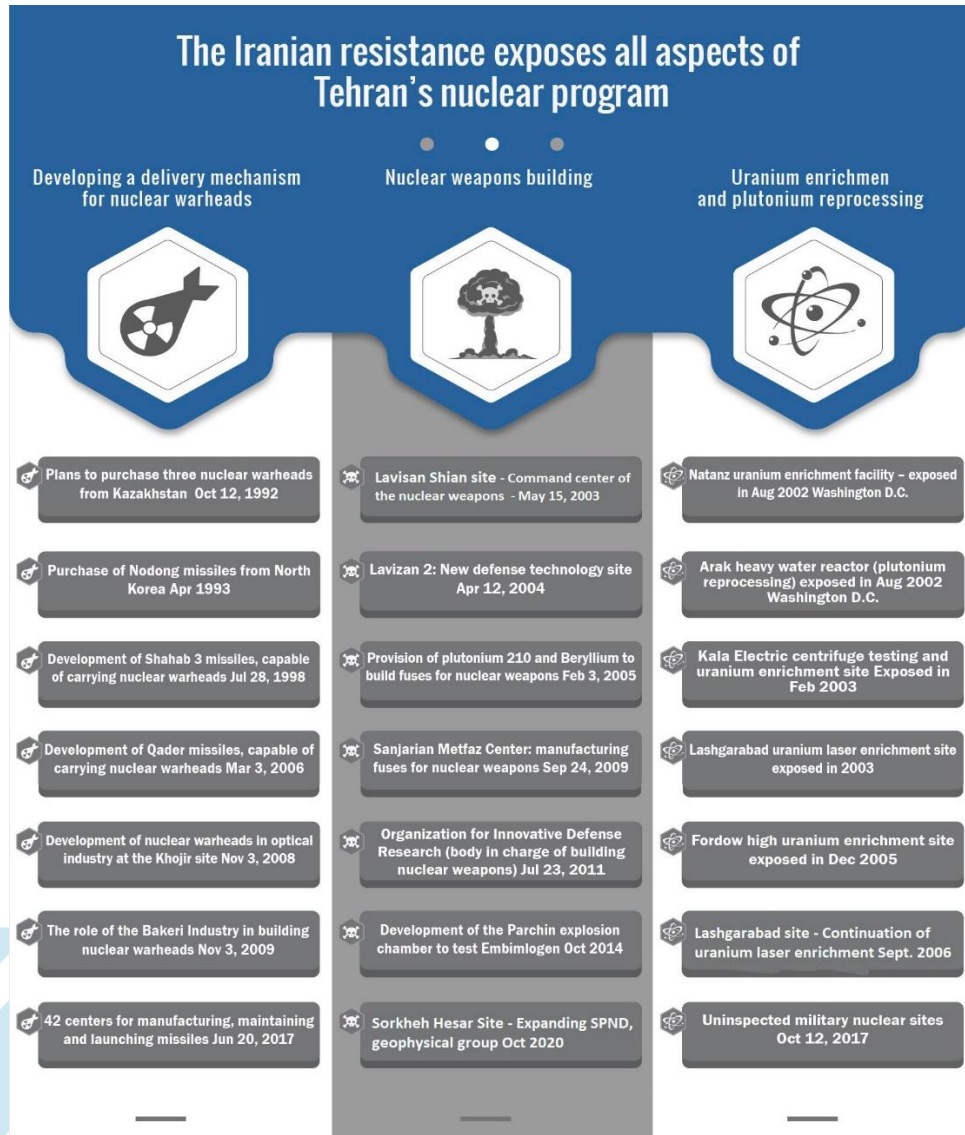 The Iranian resistance exposes all aspects of
Tehran's nuclear program
Developing a delivery mechanism
for nuclear warheads
Plans to purchase three nuclear warheads
from Kazakhstan Oct 12, 1992
Purchase of Nodong missiles from North
Korea Apr 1993
Development of Shahab 3 missiles, capable
of carrying nuclear warheads Jul 28, 1998
Development of Qader missiles, capable of
carrying nuclear warheads Mar 3, 2006
Development of nuclear warheads in optical
industry at the Khojir site Nov 3, 2008
The role of the Bakeri Industry in building
nuclear warheads Nov 3, 2009
42 centers for manufacturing, maintaining
and launching missiles Jun 20, 2017
Nuclear weapons building
Lavisan Shian site - Command center of
the nuclear weapons - May 15, 2003
Lavizan 2: New defense technology site
Apr 12, 2004
Provision of plutonium 210 and Beryllium to
build fuses for nuclear weapons Feb 3, 2005
Sanjarian Metfaz Center: manufacturing
fuses for nuclear weapons Sep 24, 2009
Organization for Innovative Defense
Research (body in charge of building
nuclear weapons) Jul 23, 2011
Development of the Parchin explosion
chamber to test Embimlogen Oct 2014
Sorkheh Hesar Site - Expanding SPND,
geophysical group Oct 2020
Uranium enrichmen
and plutonium reprocessing
Natanz uranium enrichment facility – exposed
in Aug 2002 Washington D.C.
Arak heavy water reactor (plutonium
reprocessing) exposed in Aug 2002
Washington D.C.
Kala Electric centrifuge testing and
uranium enrichment site Exposed in
Feb 2003
Lashgarabad uranium laser enrichment site
exposed in 2003
Fordow high uranium enrichment site
exposed in Dec 2005
Lashgarabad site - Continuation of
uranium laser enrichment Sept. 2006
Uninspected military nuclear sites
Oct 12, 2017